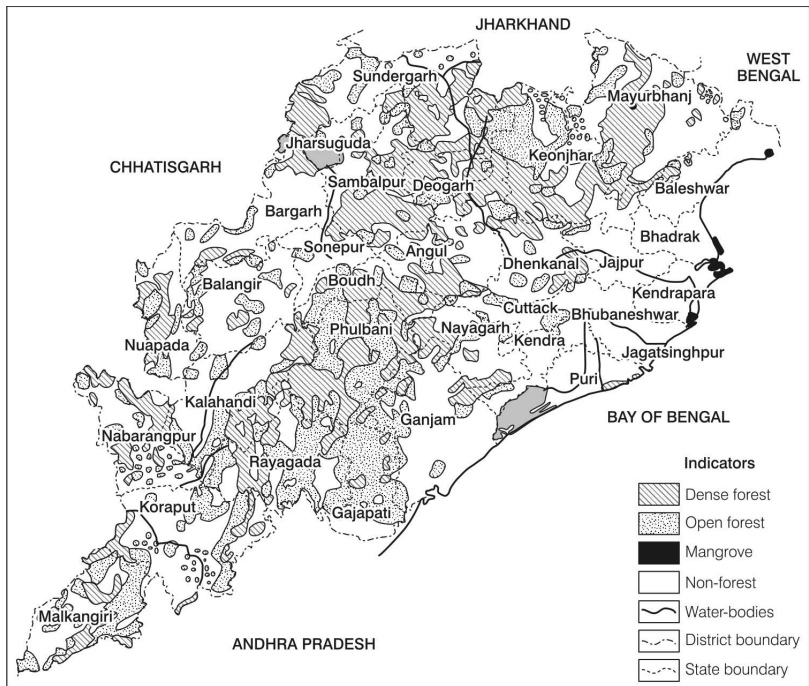 JHARKHAND
WEST
BENGAL
Sundergarh
Mayurbhanj
Jharsuguda
Keonjhar
CHHATISGARH
Sambalpur
Deogarh
Baleshwar
Bargarh
Bhadrak
Sonepur
Angul
Dhenkanal
Jajpur
Balangir
Boudh
Kendrapara
Cuttack
Bhubaneshwar
Phulbani
Nayagarh
Kendra
Nuapada
Jagatsinghpur
Puri
Kalahandi
Ganjam
BAY OF BENGAL
Nabarangpur
Rayagada
Koraput
Gajapati
Malkangiri
ANDHRA PRADESH
Indicators
Dense forest
Open forest
Mangrove
Non-forest
Water-bodies
District boundary
State boundary